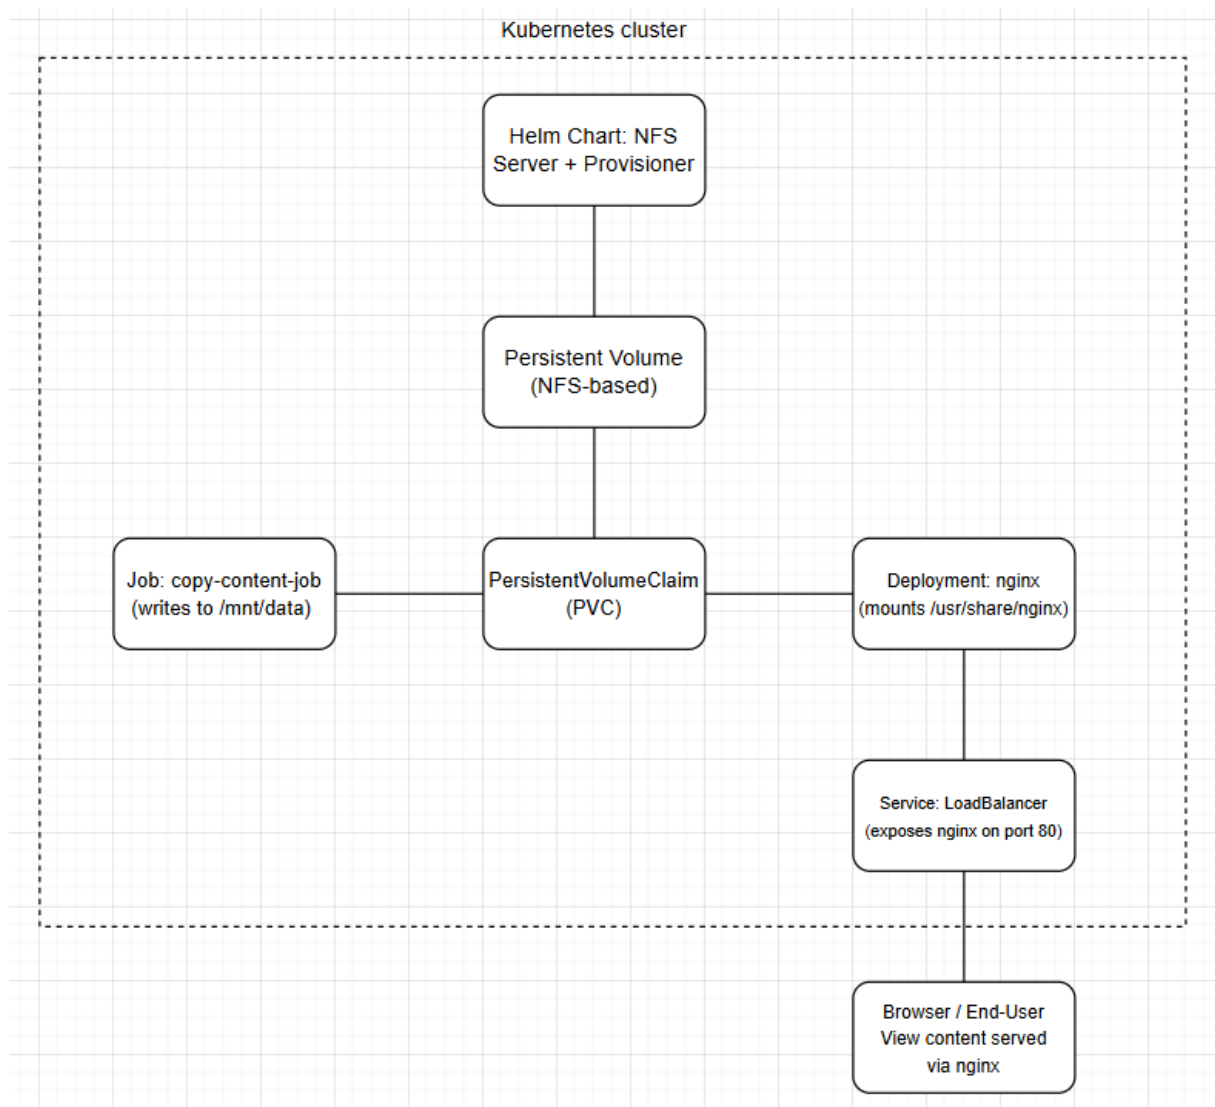 Kubernetes cluster
Helm Chart: NFS
Server + Provisioner
Persistent Volume
(NFS-based)
Job: copy-content-job
(writes to /mnt/data)
PersistentVolumeClaim
(PVC)
Deployment: nginx
(mounts /usr/share/nginx)
Service: LoadBalancer
(exposes nginx on port 80)
Browser / End-User
View content served
via nginx